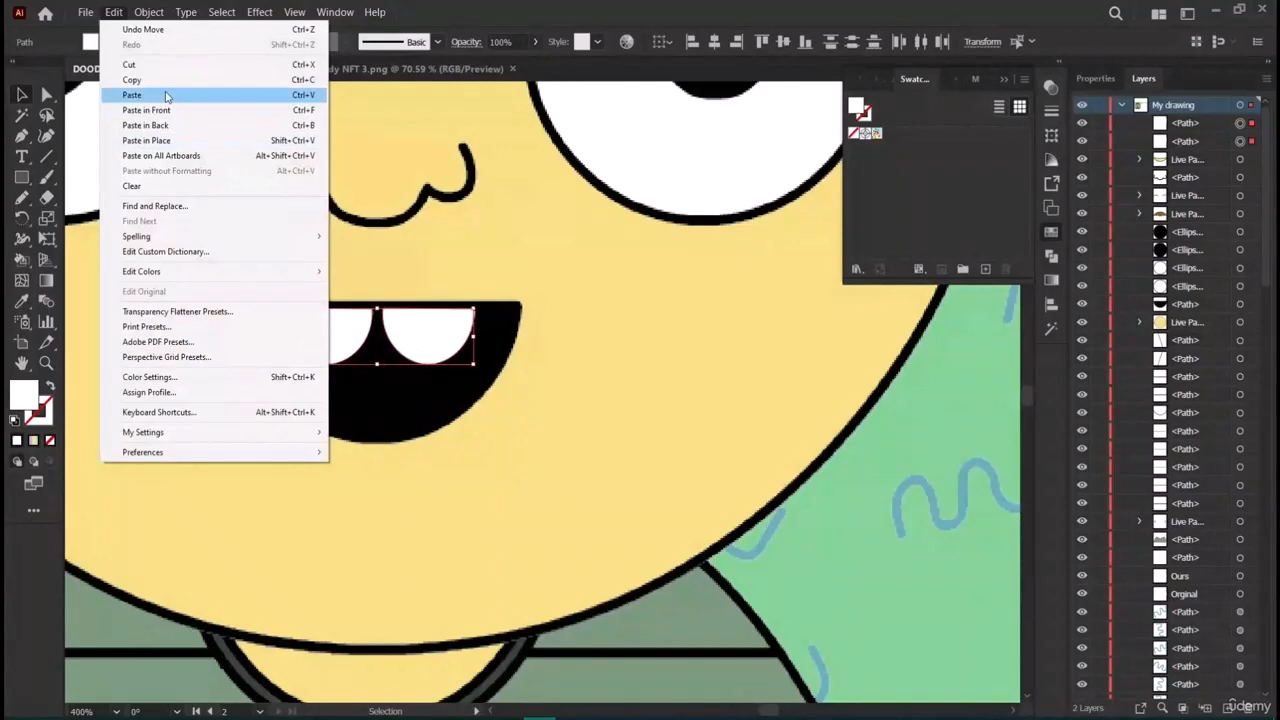 Ai File Edit Object Type Select Effect View Window Help
Path Basic Opacity: 100% Style: Transform
DOOD dy NFT 3.png @ 70.59 % (RGB/Preview) ×
Undo Move Ctrl+Z
Redo Shift+Ctrl+Z
Cut Ctrl+X
Copy Ctrl+C
Paste Ctrl+V
Paste in Front Ctrl+F
Paste in Back Ctrl+B
Paste in Place Shift+Ctrl+V
Paste on All Artboards Alt+Shift+Ctrl+V
Paste without Formatting Alt+Ctrl+V
Clear
Find and Replace...
Find Next
Spelling
Edit Custom Dictionary...
Edit Colors
Edit Original
Transparency Flattener Presets...
Print Presets...
Adobe PDF Presets...
Perspective Grid Presets...
Color Settings... Shift+Ctrl+K
Assign Profile...
Keyboard Shortcuts... Alt+Shift+Ctrl+K
My Settings
Preferences
Swatc... M
Properties Layers
My drawing
<Path>
<Path>
Live Pa...
<Path>
Live Pa...
Live Pa...
<Ellips...
<Ellips...
<Ellips...
<Ellips...
<Path>
Live Pa...
<Path>
<Path>
<Path>
<Path>
<Path>
<Path>
<Path>
<Path>
<Path>
<Path>
Live Pa...
<Path>
<Path>
Ours
Orginal
<Path>
<Path>
<Path>
<Path>
<Path>
400% 0° 2 Selection
2 Layers
Udemy